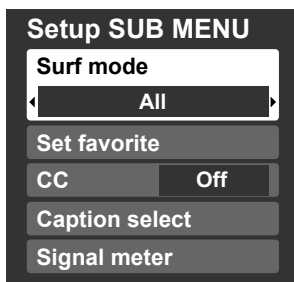 Setup SUB MENU
Surf mode
All
Set favorite
CC Off
Caption select
Signal meter